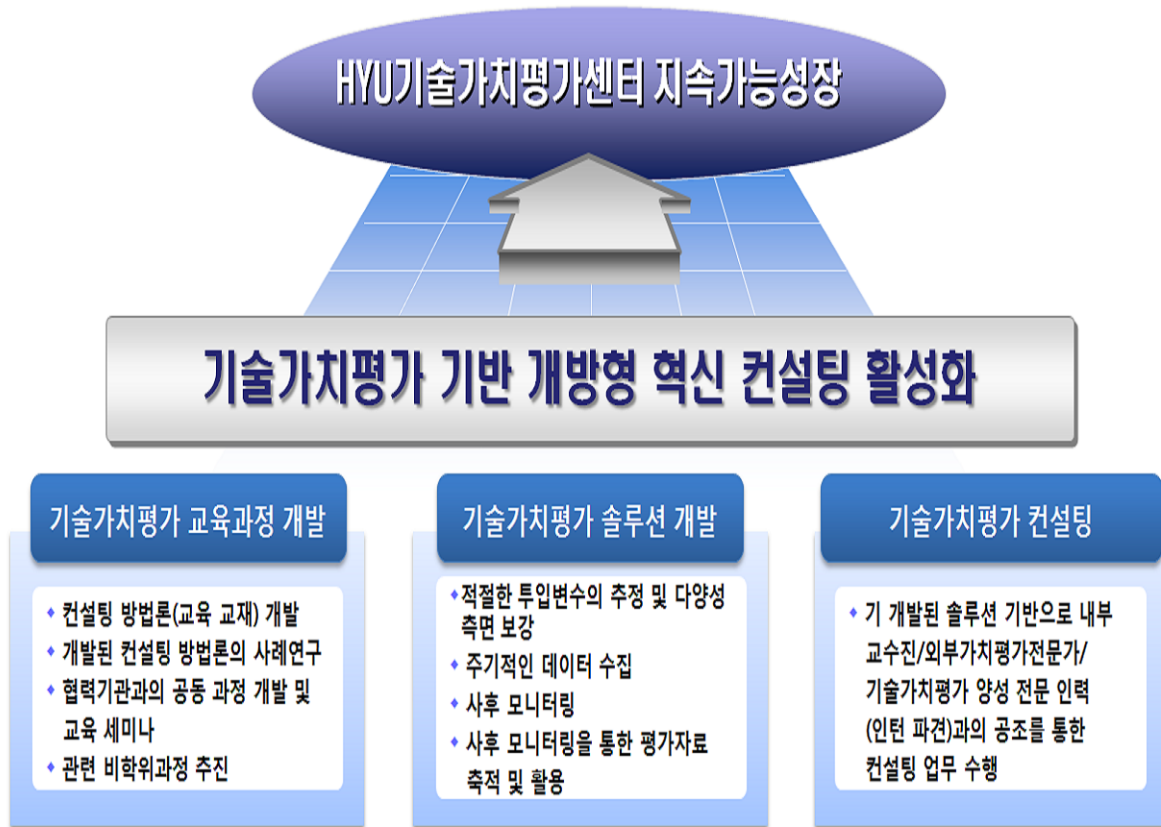 HYU기술가치평가센터 지속가능성장
기술가치평가 기반 개방형 혁신 컨설팅 활성화
기술가치평가 교육과정 개발
컨설팅 방법론(교육 교재) 개발
개발된 컨설팅 방법론의 사례연구
협력기관과의 공동 과정 개발 및
교육 세미나
관련 비학위과정 추진
기술가치평가 솔루션 개발
적절한 투입변수의 추정 및 다양성
측면 보강
주기적인 데이터 수집
사후 모니터링
사후 모니터링을 통한 평가자료
축적 및 활용
기술가치평가 컨설팅
기 개발된 솔루션 기반으로 내부
교수진/외부가치평가전문가/
기술가치평가 양성 전문 인력
(인턴 파견)과의 공조를 통한
컨설팅 업무 수행